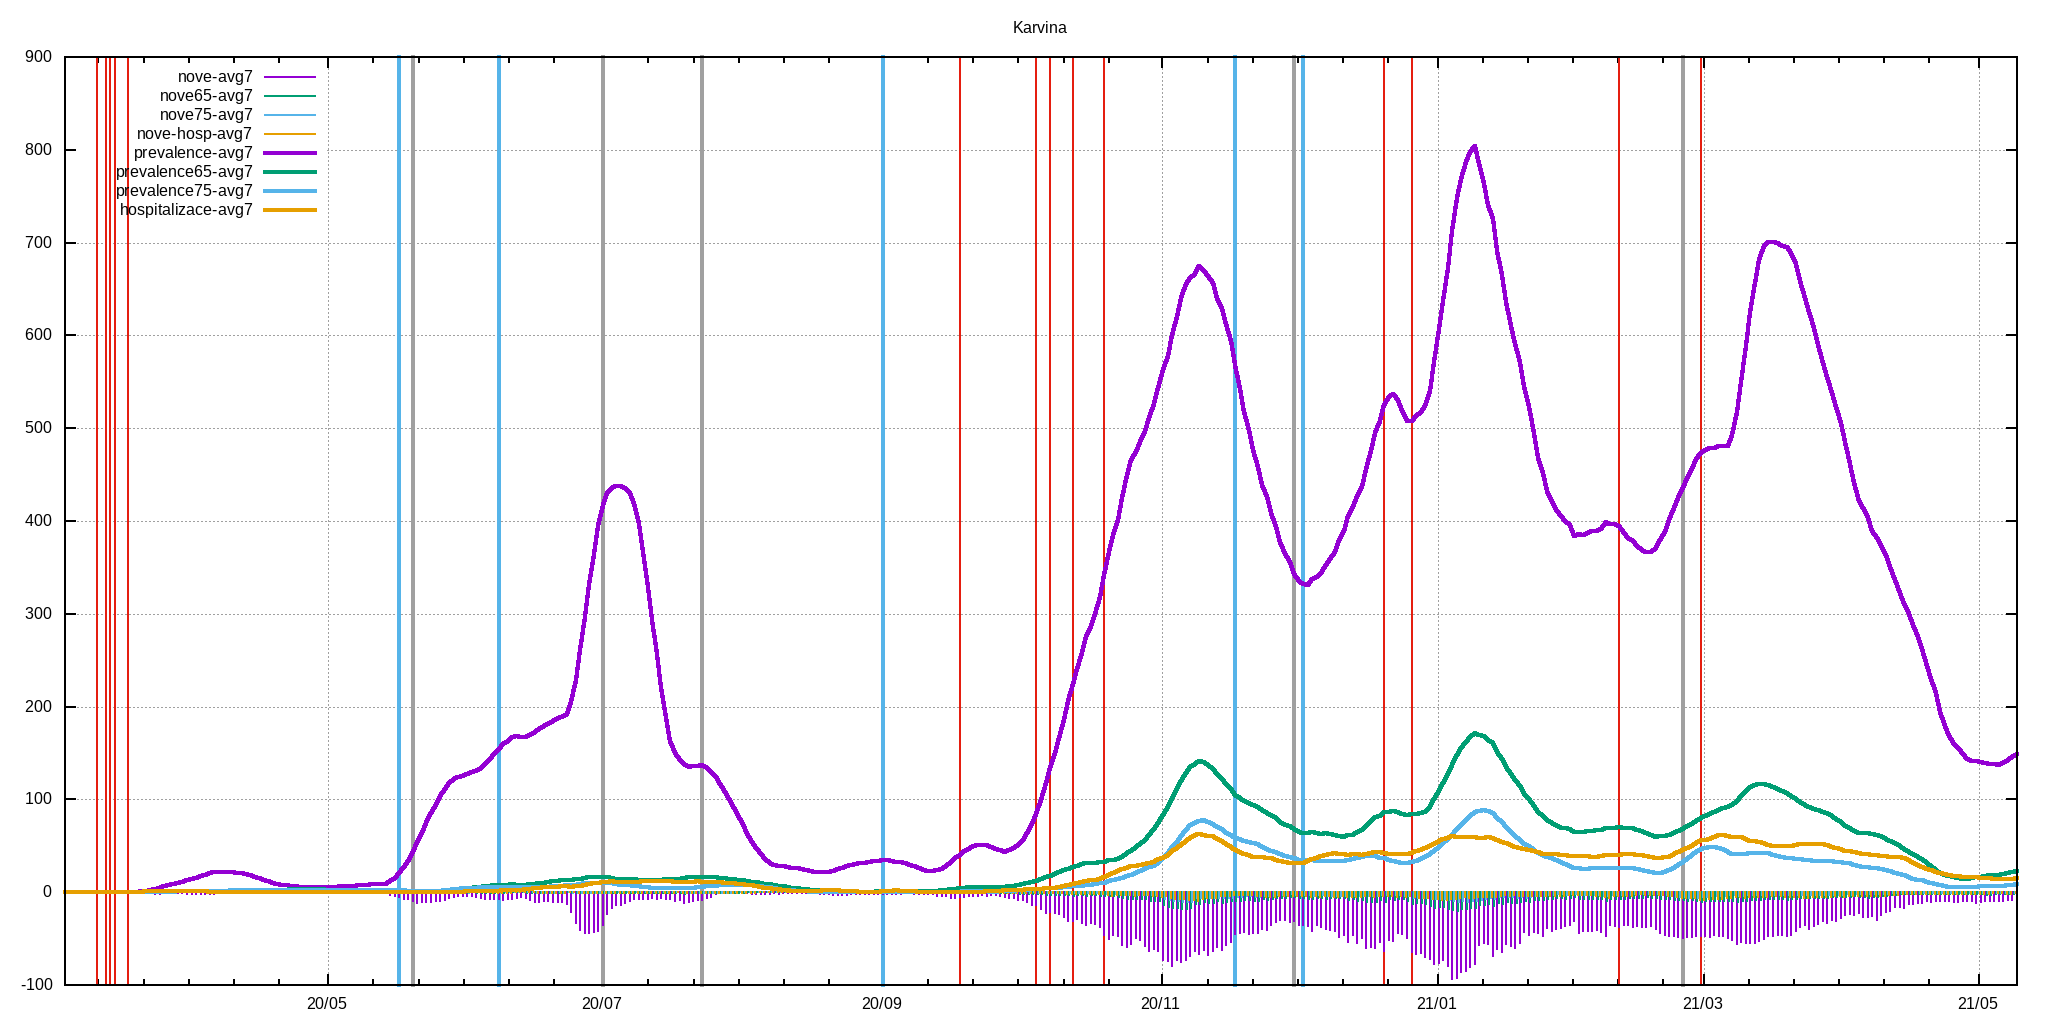 Karvina
900
800
700
600
500
400
300
200
100
0
-100
nove-avg7
nove65-avg7
nove75-avg7
nove-hosp-avg7
prevalence-avg7
prevalence65-avg7
prevalence75-avg7
hospitalizace-avg7
20/05 20/07 20/09 20/11 21/01 21/03 21/05